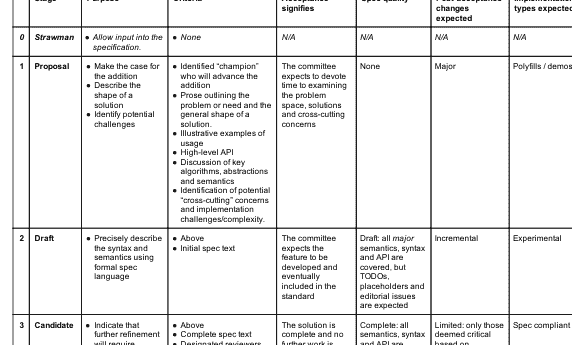 Stage
Purpose
Criteria
Acceptance
signifies
Spec quality
Post-acceptance
changes
expected
Implementation
types expected
0
Strawman
● Allow input into the
specification.
● None
N/A
N/A
N/A
N/A
1
Proposal
● Make the case for
the addition
● Describe the
shape of a
solution
● Identify potential
challenges
● Identified “champion”
who will advance the
addition
● Prose outlining the
problem or need and the
general shape of a
solution.
● Illustrative examples of
usage
● High-level API
● Discussion of key
algorithms, abstractions
and semantics
● Identification of potential
“cross-cutting” concerns
and implementation
challenges/complexity.
The committee
expects to devote
time to examining
the problem
space, solutions
and cross-cutting
concerns
None
Major
Polyfills / demos
2
Draft
● Precisely describe
the syntax and
semantics using
formal spec
language
● Above
● Initial spec text
The committee
expects the
feature to be
developed and
eventually
included in the
standard
Draft: all major
semantics, syntax
and API are
covered, but
TODOs,
placeholders and
editorial issues
are expected
Incremental
Experimental
3
Candidate
● Indicate that
further refinement
will require
● Above
● Complete spec text
● Designated reviewers
The solution is
complete and no
further work is
Complete: all
semantics, syntax
and API are
Limited: only those
deemed critical
based on
Spec compliant